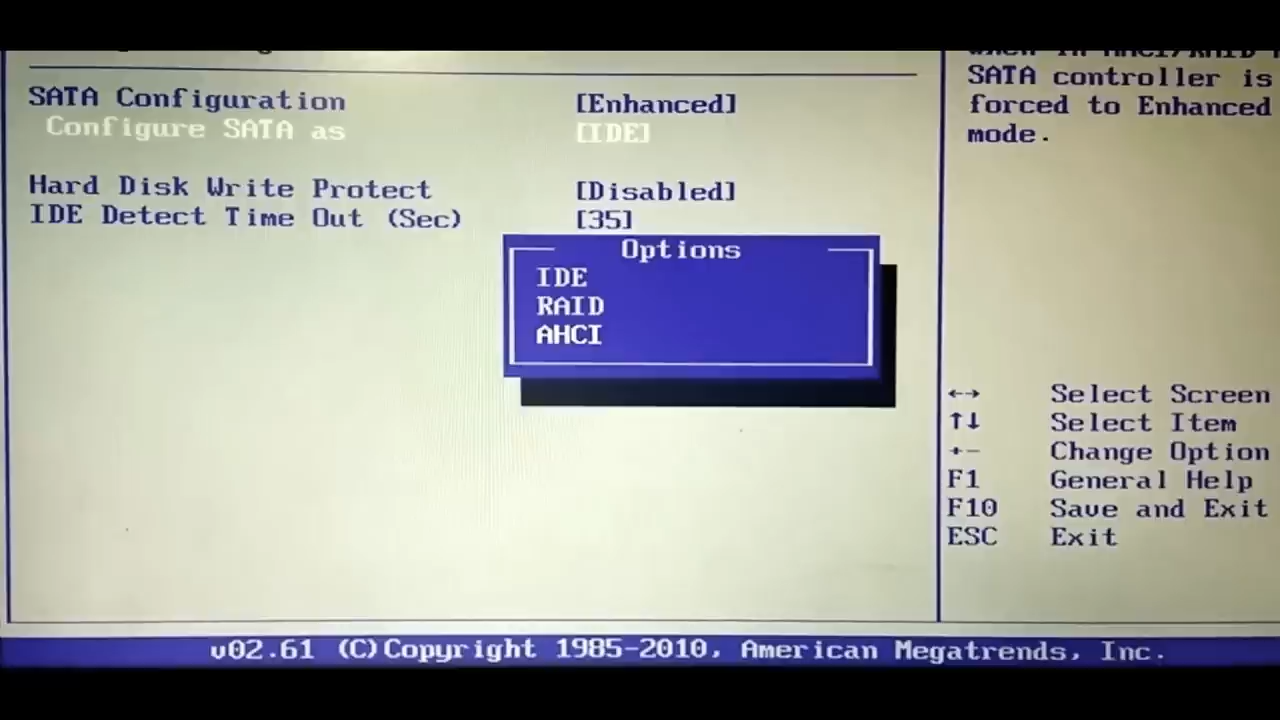 SATA Configuration [Enhanced]
Configure SATA as [IDE]
Hard Disk Write Protect [Disabled]
IDE Detect Time Out (Sec) [35]
Options
IDE
RAID
AHCI
SATA controller is
forced to Enhanced
mode.
←→ Select Screen
↑↓ Select Item
+- Change Option
F1 General Help
F10 Save and Exit
ESC Exit
v02.61 (C)Copyright 1985-2010, American Megatrends, Inc.